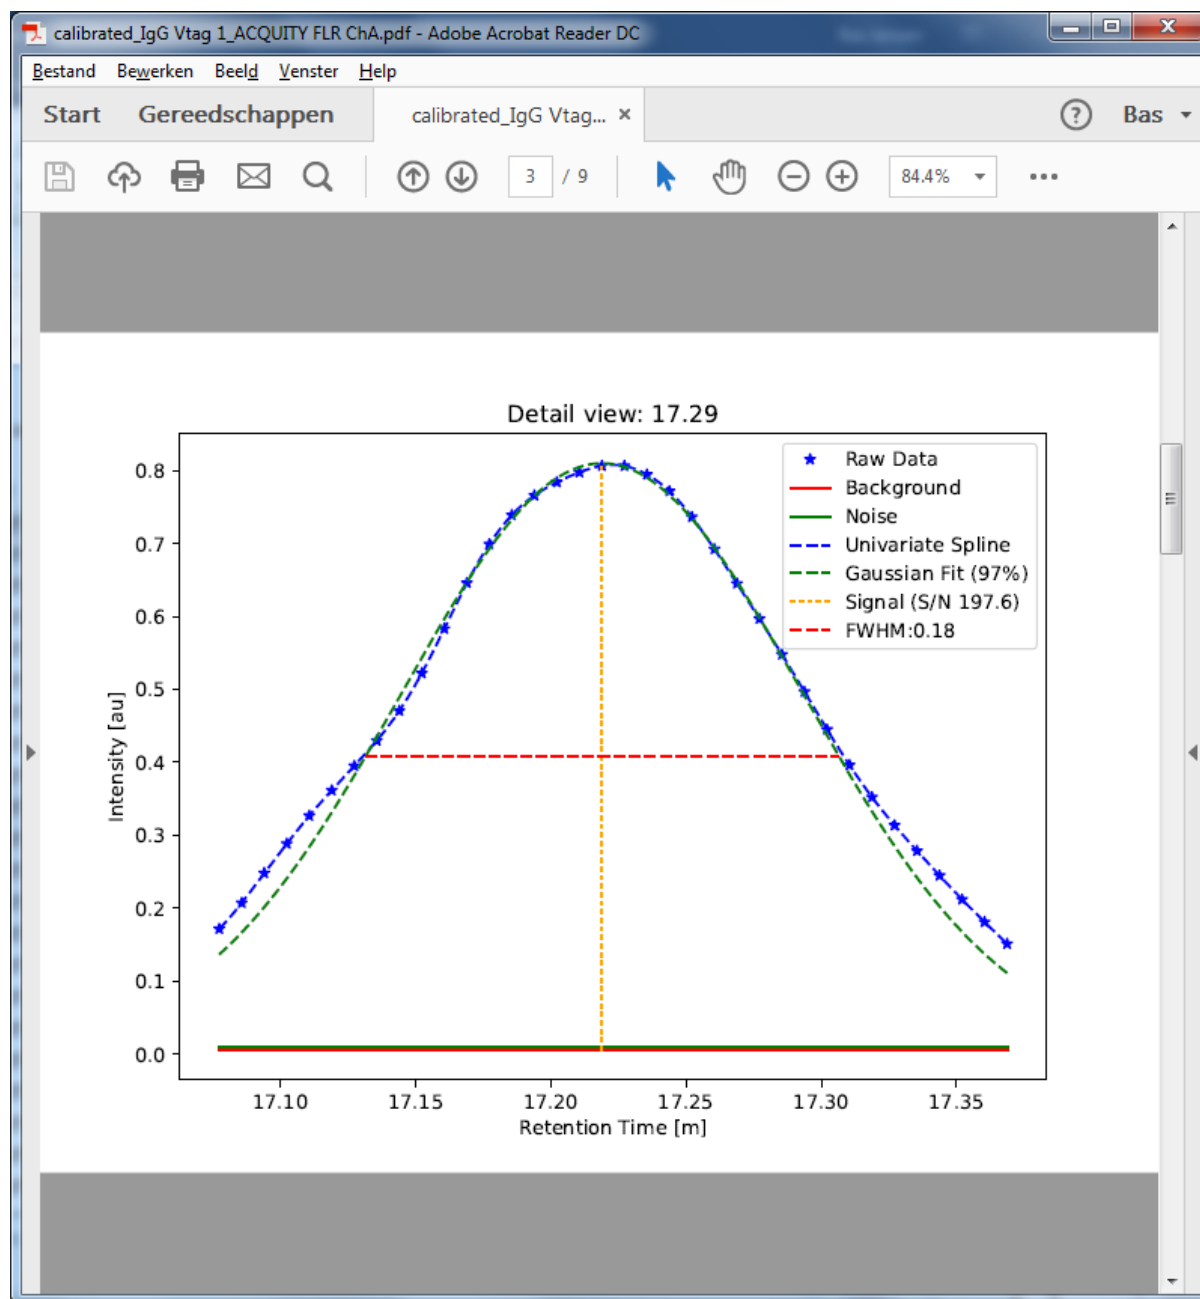 calibrated_IgG Vtag 1_ACQUITY FLR ChA.pdf - Adobe Acrobat Reader DC
Bestand Bewerken Beeld Venster Help
Start Gereedschappen calibrated_IgG Vtag... × ? Bas
3 / 9 84.4%
Detail view: 17.29
Raw Data
Background
Noise
Univariate Spline
Gaussian Fit (97%)
Signal (S/N 197.6)
FWHM:0.18
Intensity [au]
0.8
0.7
0.6
0.5
0.4
0.3
0.2
0.1
0.0
17.10 17.15 17.20 17.25 17.30 17.35
Retention Time [m]